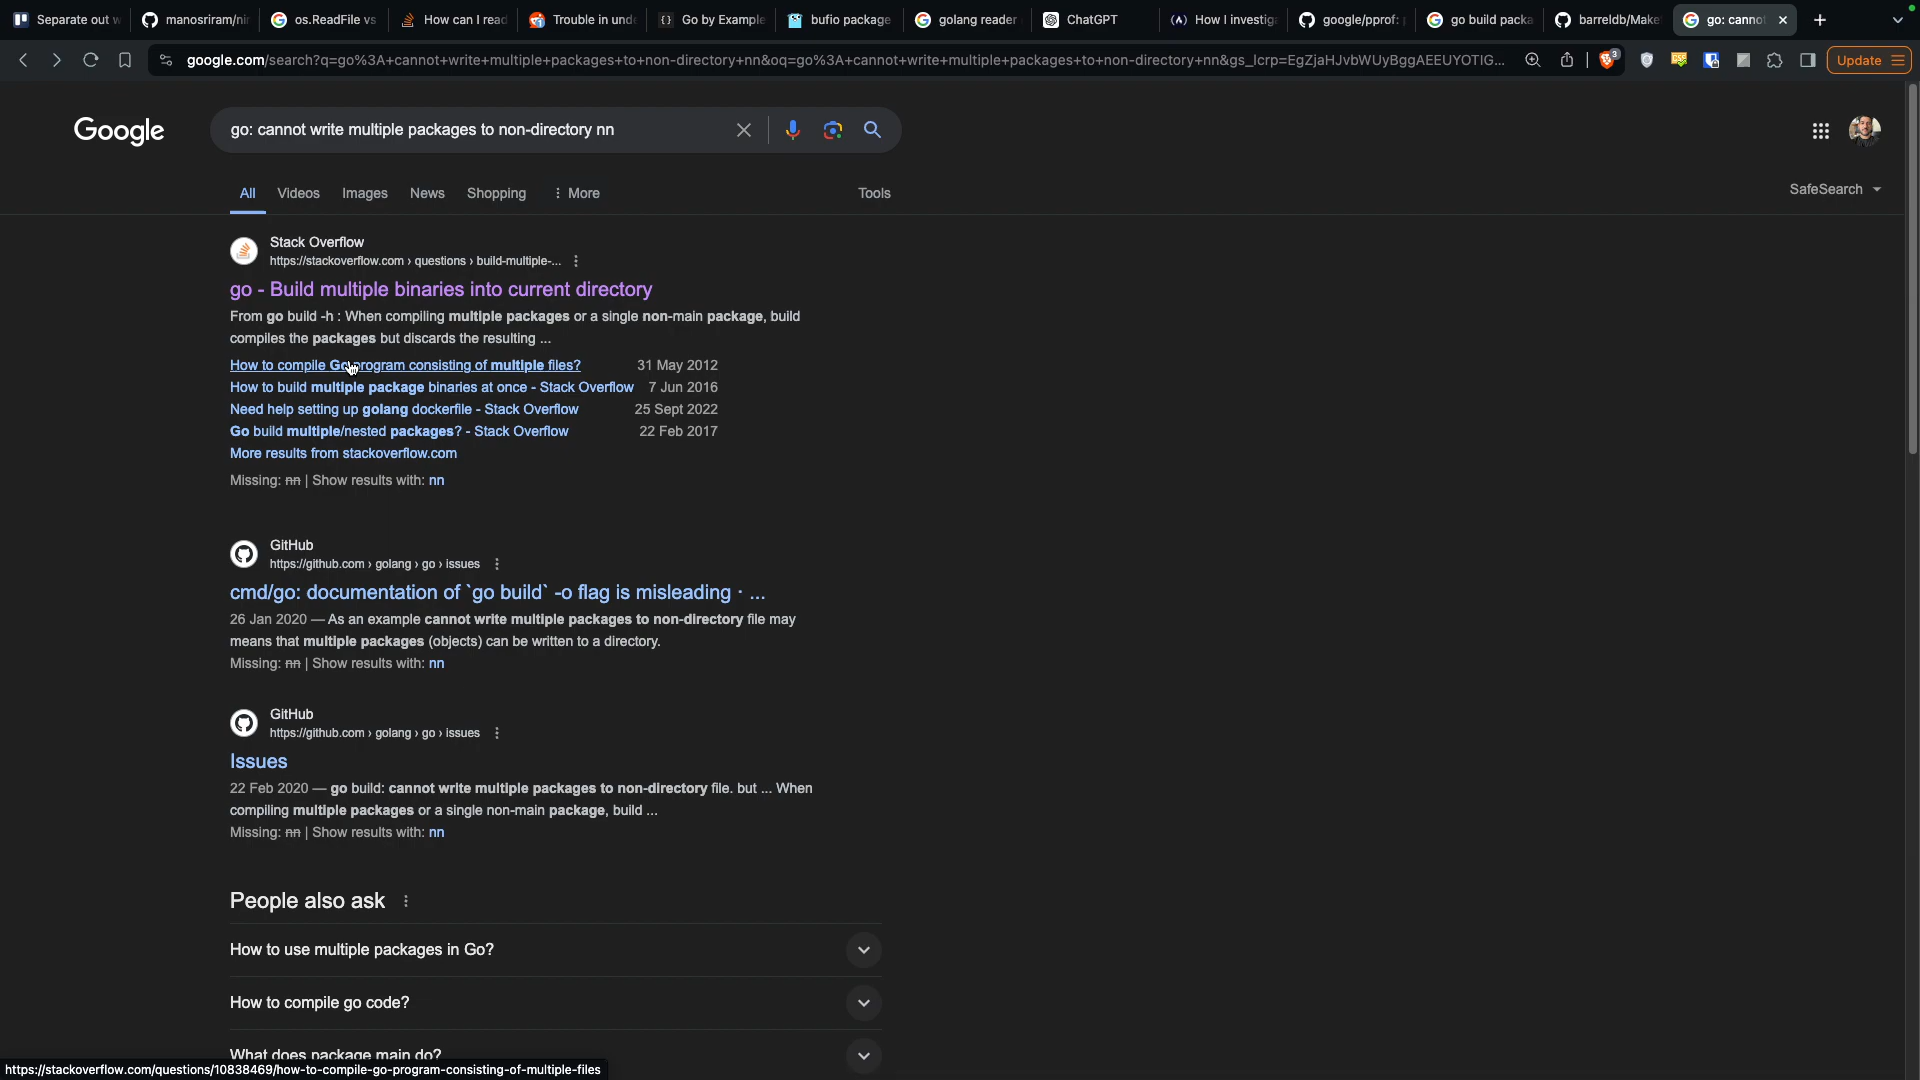 Separate out w
manosriram/nir
os.ReadFile vs
How can I read
Trouble in unde
Go by Example
bufio package
golang reader
ChatGPT
How I investiga
google/pprof: p
go build packa
barreldb/Make
go: canno
google.com/search?q=go%3A+cannot+write+multiple+packages+to+non-directory+nn&oq=go%3A+cannot+write+multiple+packages+to+non-directory+nn&gs_lcrp=EgZjaHJvbWUyBggAEEUYOTIG...
3
Update
Google
go: cannot write multiple packages to non-directory nn
All
Videos
Images
News
Shopping
More
Tools
SafeSearch
Stack Overflow
https://stackoverflow.com › questions › build-multiple-...
go - Build multiple binaries into current directory
From go build -h : When compiling multiple packages or a single non-main package, build
compiles the packages but discards the resulting ...
How to compile Go program consisting of multiple files? 31 May 2012
How to build multiple package binaries at once - Stack Overflow 7 Jun 2016
Need help setting up golang dockerfile - Stack Overflow 25 Sept 2022
Go build multiple/nested packages? - Stack Overflow 22 Feb 2017
More results from stackoverflow.com
Missing: nn | Show results with: nn
GitHub
https://github.com › golang › go › issues
cmd/go: documentation of `go build` -o flag is misleading · ...
26 Jan 2020 — As an example cannot write multiple packages to non-directory file may
means that multiple packages (objects) can be written to a directory.
Missing: nn | Show results with: nn
GitHub
https://github.com › golang › go › issues
Issues
22 Feb 2020 — go build: cannot write multiple packages to non-directory file. but ... When
compiling multiple packages or a single non-main package, build ...
Missing: nn | Show results with: nn
People also ask
How to use multiple packages in Go?
How to compile go code?
What does package main do?
https://stackoverflow.com/questions/10838469/how-to-compile-go-program-consisting-of-multiple-files